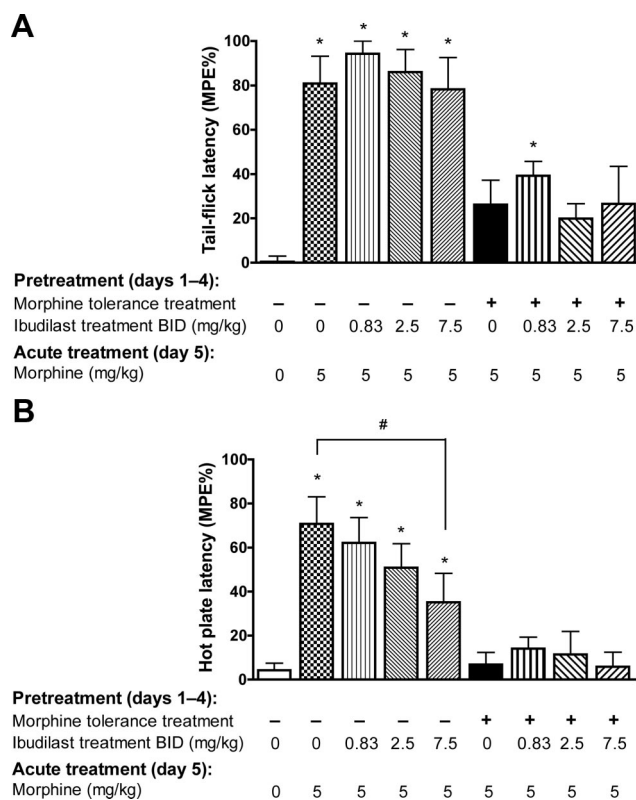 A
Tail-flick latency (MPE%)
100
80
60
40
20
0
* * * * *
Pretreatment (days 1–4):
Morphine tolerance treatment – – – – + + + +
Ibudilast treatment BID (mg/kg) 0 0 0.83 2.5 7.5 0 0.83 2.5 7.5
Acute treatment (day 5):
Morphine (mg/kg) 0 5 5 5 5 5 5 5 5
B
#
Hot plate latency (MPE%)
100
80
60
40
20
0
* * * *
Pretreatment (days 1–4):
Morphine tolerance treatment – – – – – + + + +
Ibudilast treatment BID (mg/kg) 0 0 0.83 2.5 7.5 0 0.83 2.5 7.5
Acute treatment (day 5):
Morphine (mg/kg) 0 5 5 5 5 5 5 5 5